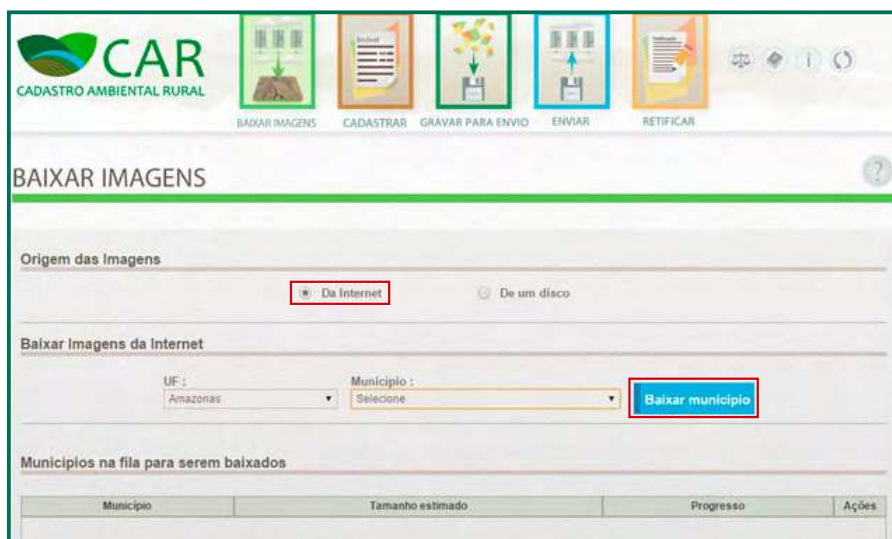 CAR
CADASTRO AMBIENTAL RURAL
BAIXAR IMAGENS CADASTRAR GRAVAR PARA ENVIO ENVIAR RETIFICAR
BAIXAR IMAGENS
?
Origem das Imagens
Da Internet De um disco
Baixar Imagens da Internet
UF : Município :
Amazonas Selecione Baixar município
Municípios na fila para serem baixados
Município Tamanho estimado Progresso Ações